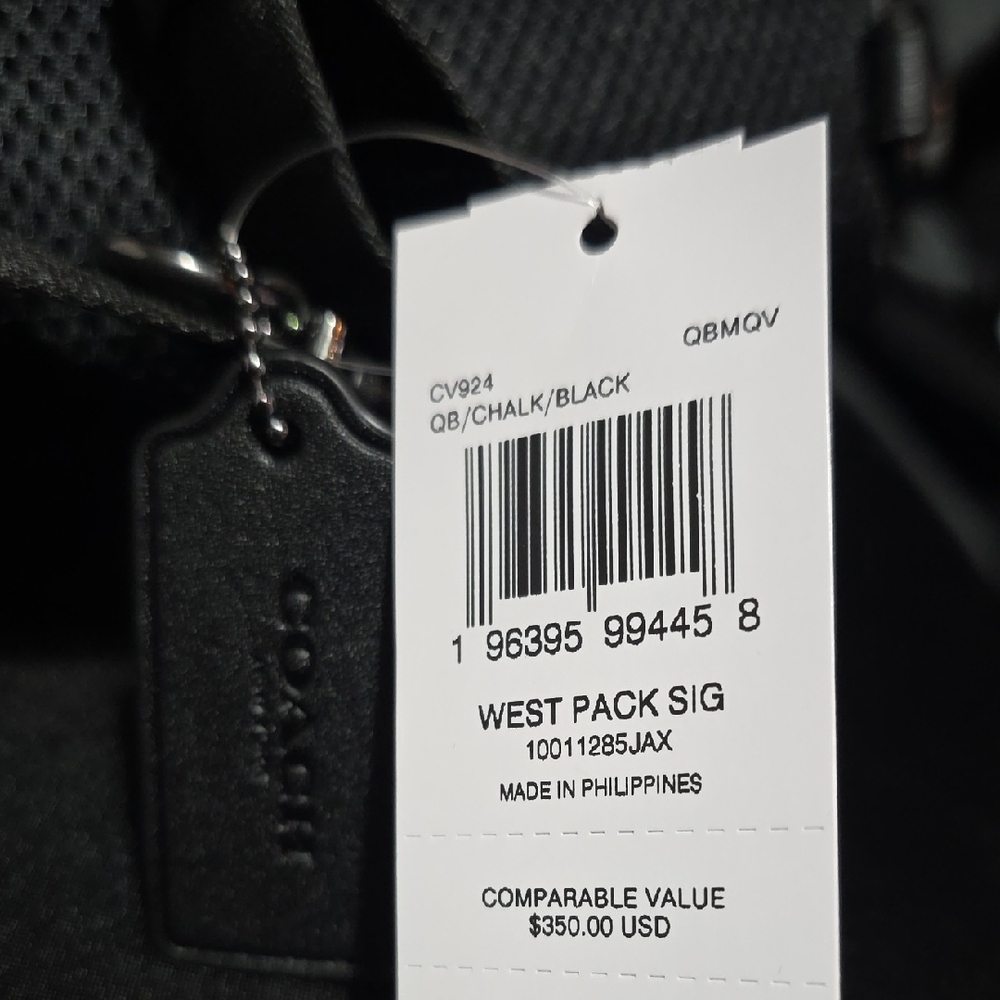 QBMQV
CV924
QB/CHALK/BLACK
1 96395 99445 8
WEST PACK SIG
10011285JAX
MADE IN PHILIPPINES
COMPARABLE VALUE
$350.00 USD
COACH